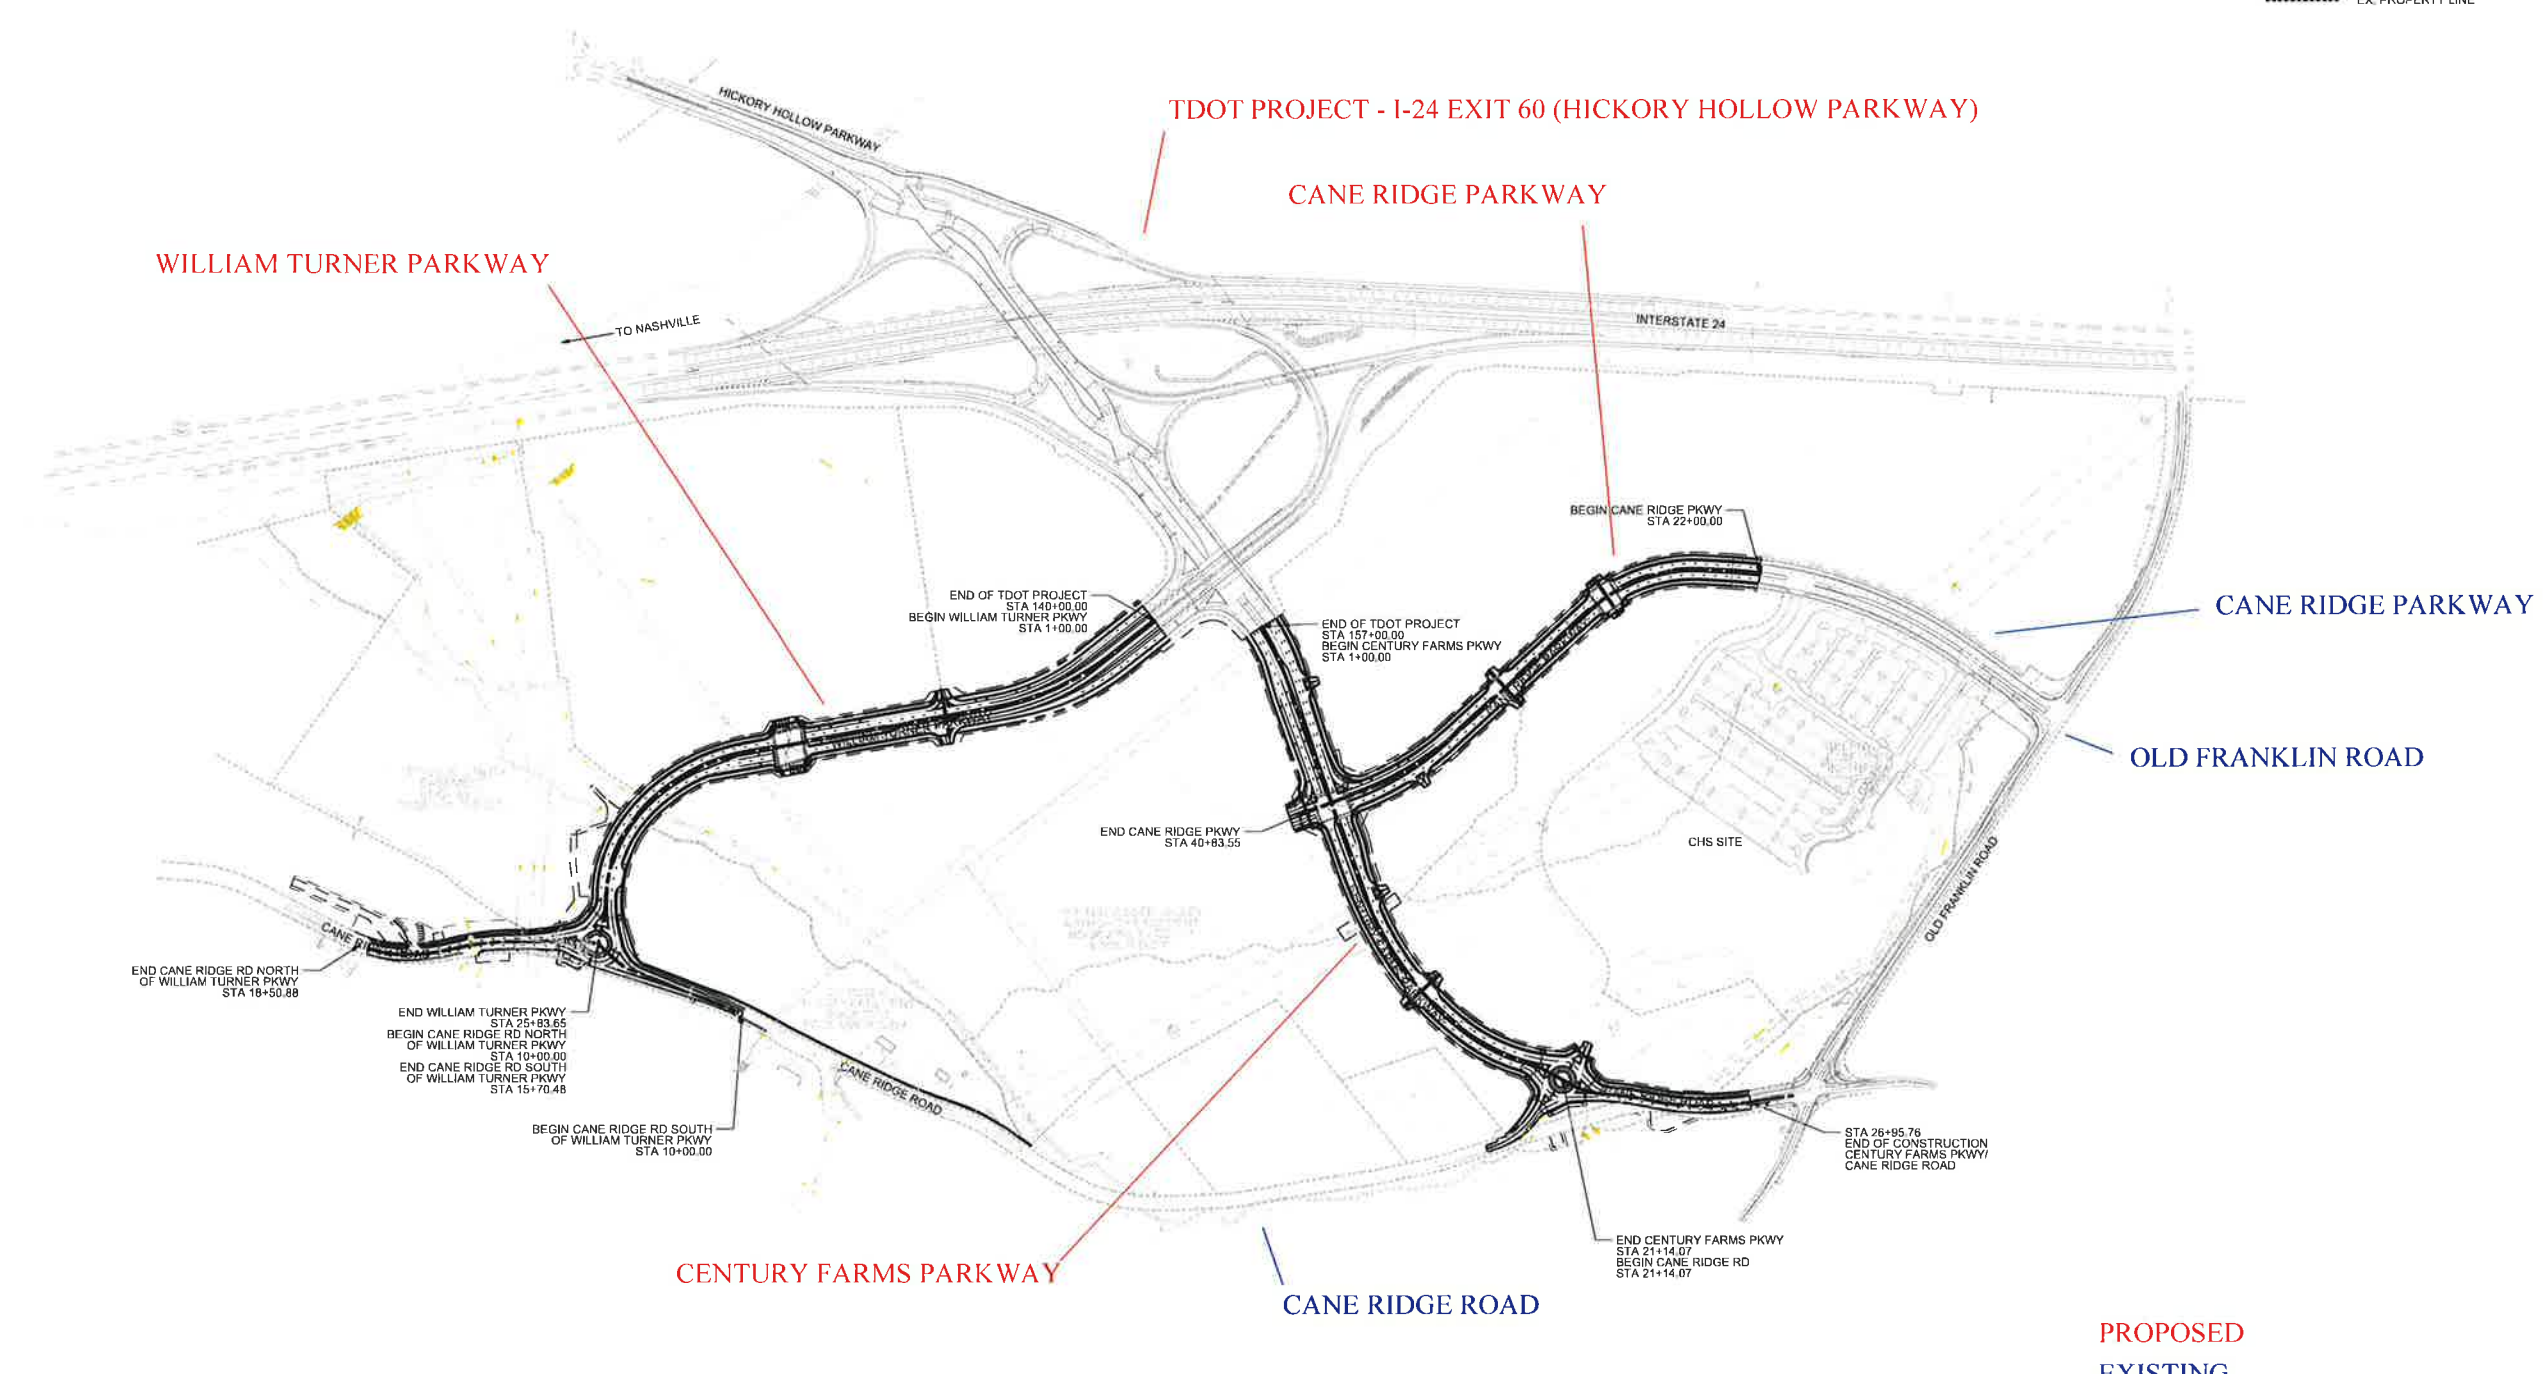 EX. PROPERTY LINE
HICKORY HOLLOW PARKWAY
TDOT PROJECT - I-24 EXIT 60 (HICKORY HOLLOW PARKWAY)
CANE RIDGE PARKWAY
WILLIAM TURNER PARKWAY
TO NASHVILLE
INTERSTATE 24
BEGIN CANE RIDGE PKWY
STA 22+00.00
END OF TDOT PROJECT
STA 140+00.00
BEGIN WILLIAM TURNER PKWY
STA 1+00.00
END OF TDOT PROJECT
STA 157+00.00
BEGIN CENTURY FARMS PKWY
STA 1+00.00
CANE RIDGE PARKWAY
OLD FRANKLIN ROAD
END CANE RIDGE PKWY
STA 40+83.55
CHS SITE
OLD FRANKLIN ROAD
END CANE RIDGE RD NORTH
OF WILLIAM TURNER PKWY
STA 18+50.88
END WILLIAM TURNER PKWY
STA 25+83.65
BEGIN CANE RIDGE RD NORTH
OF WILLIAM TURNER PKWY
STA 10+00.00
END CANE RIDGE RD SOUTH
OF WILLIAM TURNER PKWY
STA 15+70.48
CANE RIDGE ROAD
BEGIN CANE RIDGE RD SOUTH
OF WILLIAM TURNER PKWY
STA 10+00.00
STA 26+95.76
END OF CONSTRUCTION
CENTURY FARMS PKWY/
CANE RIDGE ROAD
END CENTURY FARMS PKWY
STA 21+14.07
BEGIN CANE RIDGE RD
STA 21+14.07
CENTURY FARMS PARKWAY
CANE RIDGE ROAD
PROPOSED
EXISTING